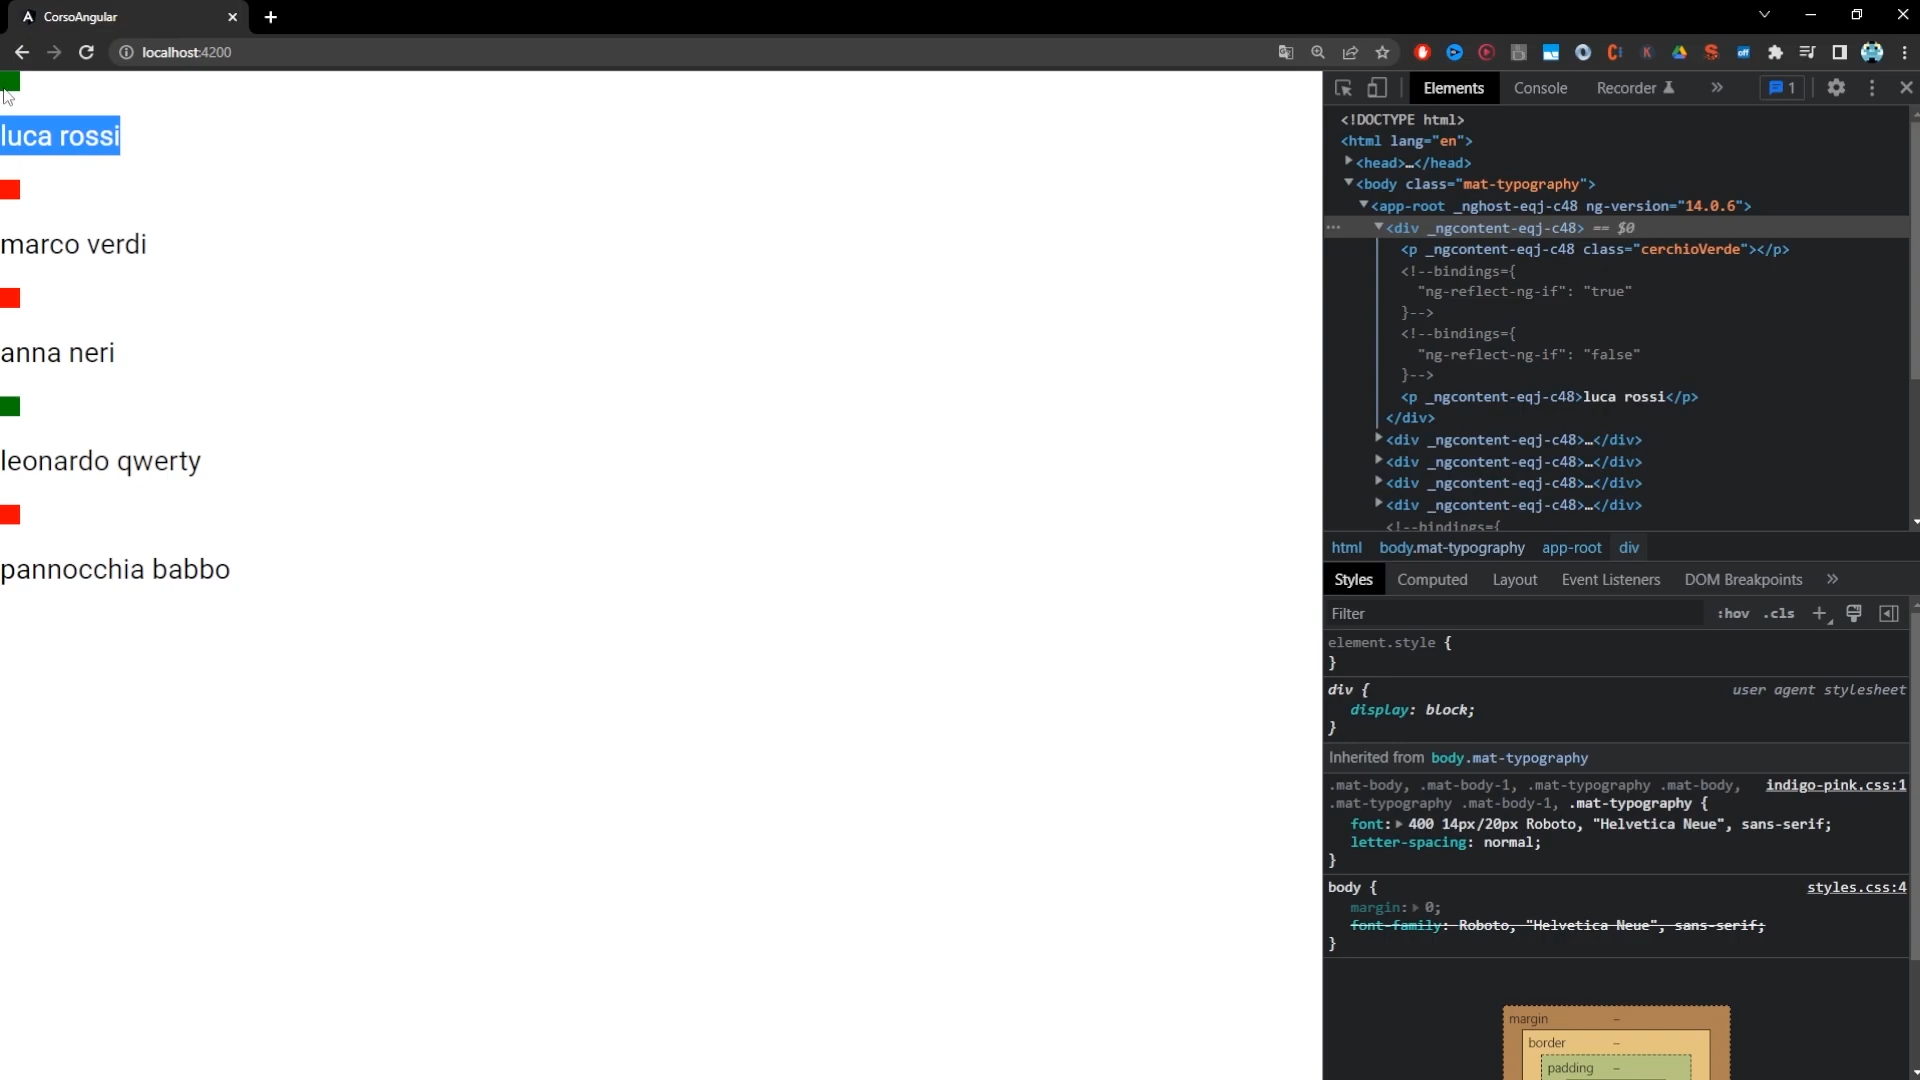 CorsoAngular
localhost:4200
luca rossi
marco verdi
anna neri
leonardo qwerty
pannocchia babbo
Elements Console Recorder 1
<!DOCTYPE html>
<html lang="en">
<head>…</head>
<body class="mat-typography">
<app-root _nghost-eqj-c48 ng-version="14.0.6">
<div _ngcontent-eqj-c48> == $0
<p _ngcontent-eqj-c48 class="cerchioVerde"></p>
<!--bindings={
"ng-reflect-ng-if": "true"
}-->
<!--bindings={
"ng-reflect-ng-if": "false"
}-->
<p _ngcontent-eqj-c48>luca rossi</p>
</div>
<div _ngcontent-eqj-c48>…</div>
<div _ngcontent-eqj-c48>…</div>
<div _ngcontent-eqj-c48>…</div>
<div _ngcontent-eqj-c48>…</div>
<!--bindings={
html body.mat-typography app-root div
Styles Computed Layout Event Listeners DOM Breakpoints
Filter :hov .cls
element.style {
}
div { user agent stylesheet
display: block;
}
Inherited from body.mat-typography
.mat-body, .mat-body-1, .mat-typography .mat-body, indigo-pink.css:1
.mat-typography .mat-body-1, .mat-typography {
font: 400 14px/20px Roboto, "Helvetica Neue", sans-serif;
letter-spacing: normal;
}
body { styles.css:4
margin: 0;
font-family: Roboto, "Helvetica Neue", sans-serif;
}
margin –
border –
padding –